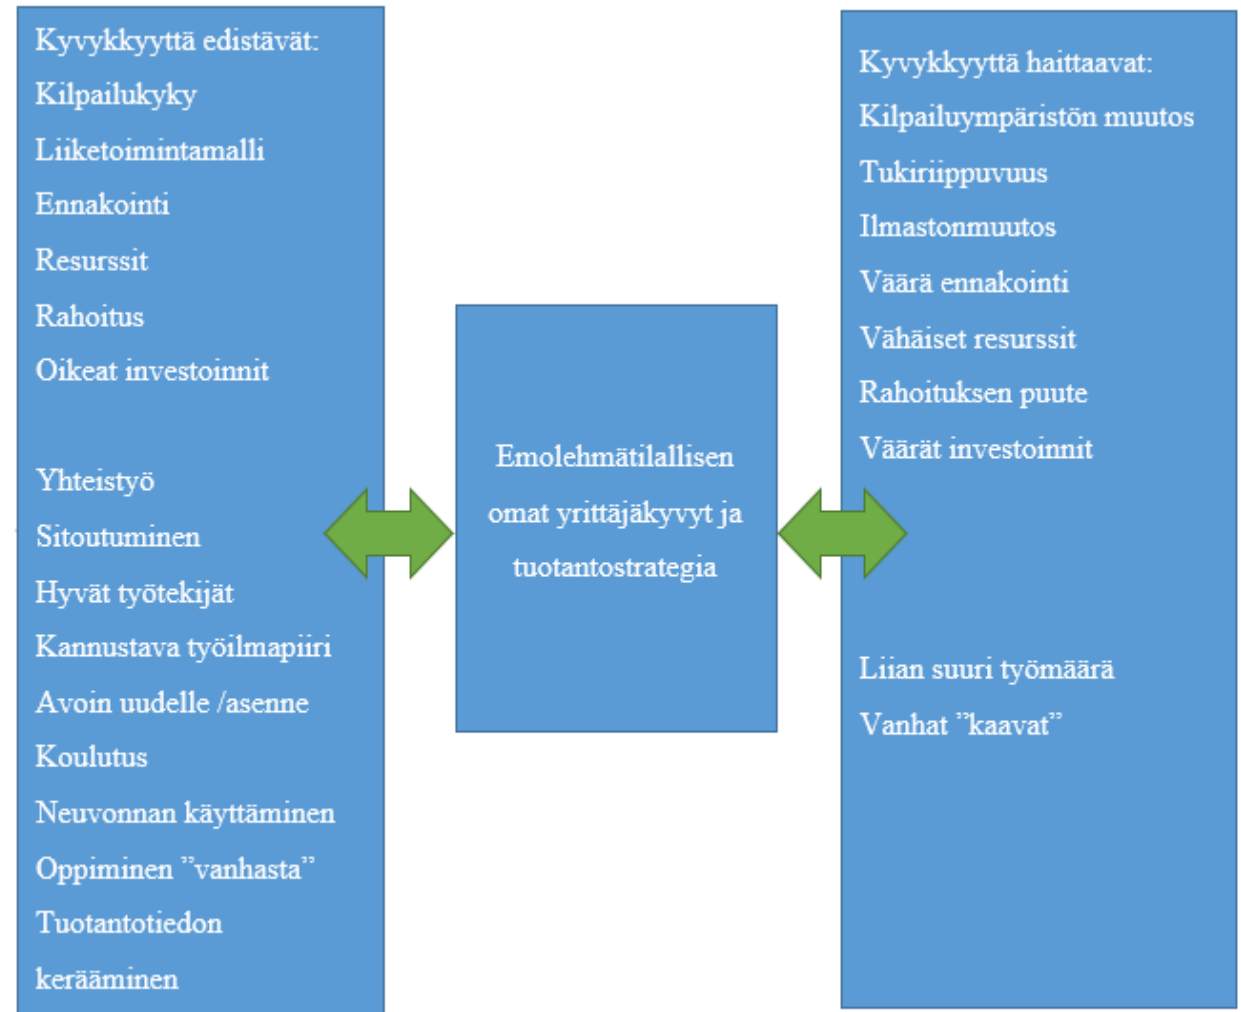 Kyvykkyyttä edistävät:
Kilpailukyky
Liiketoimintamalli
Ennakointi
Resurssit
Rahoitus
Oikeat investoinnit
Yhteistyö
Sitoutuminen
Hyvät työtekijät
Kannustava työilmapiiri
Avoin uudelle /asenne
Koulutus
Neuvonnan käyttäminen
Oppiminen ”vanhasta”
Tuotantotiedon
kerääminen
Emolehmätilallisen
omat yrittäjäkyvyt ja
tuotantostrategia
Kyvykkyyttä haittaavat:
Kilpailuympäristön muutos
Tukiriippuvuus
Ilmastonmuutos
Väärä ennakointi
Vähäiset resurssit
Rahoituksen puute
Väärät investoinnit
Liian suuri työmäärä
Vanhat ”kaavat”